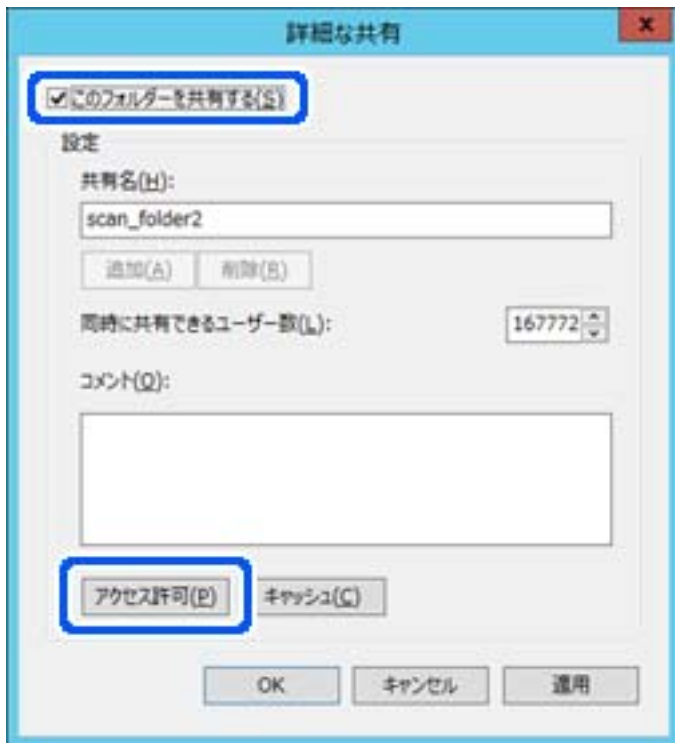 詳細な共有
x
このフォルダーを共有する(S)
設定
共有名(H):
scan_folder2
追加(A) 削除(R)
同時に共有できるユーザー数(L): 167772
コメント(O):
アクセス許可(P) キャッシュ(C)
OK キャンセル 適用